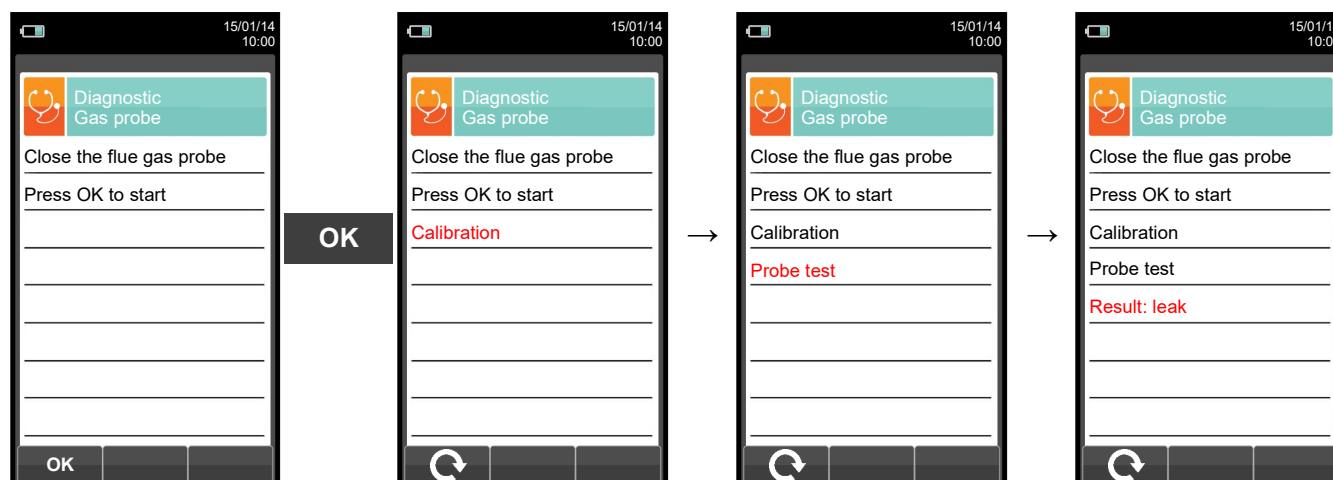 15/01/14
10:00
Diagnostic
Gas probe
Close the flue gas probe
Press OK to start
OK
OK
15/01/14
10:00
Diagnostic
Gas probe
Close the flue gas probe
Press OK to start
Calibration
→
15/01/14
10:00
Diagnostic
Gas probe
Close the flue gas probe
Press OK to start
Calibration
Probe test
→
15/01/1
10:0
Diagnostic
Gas probe
Close the flue gas probe
Press OK to start
Calibration
Probe test
Result: leak